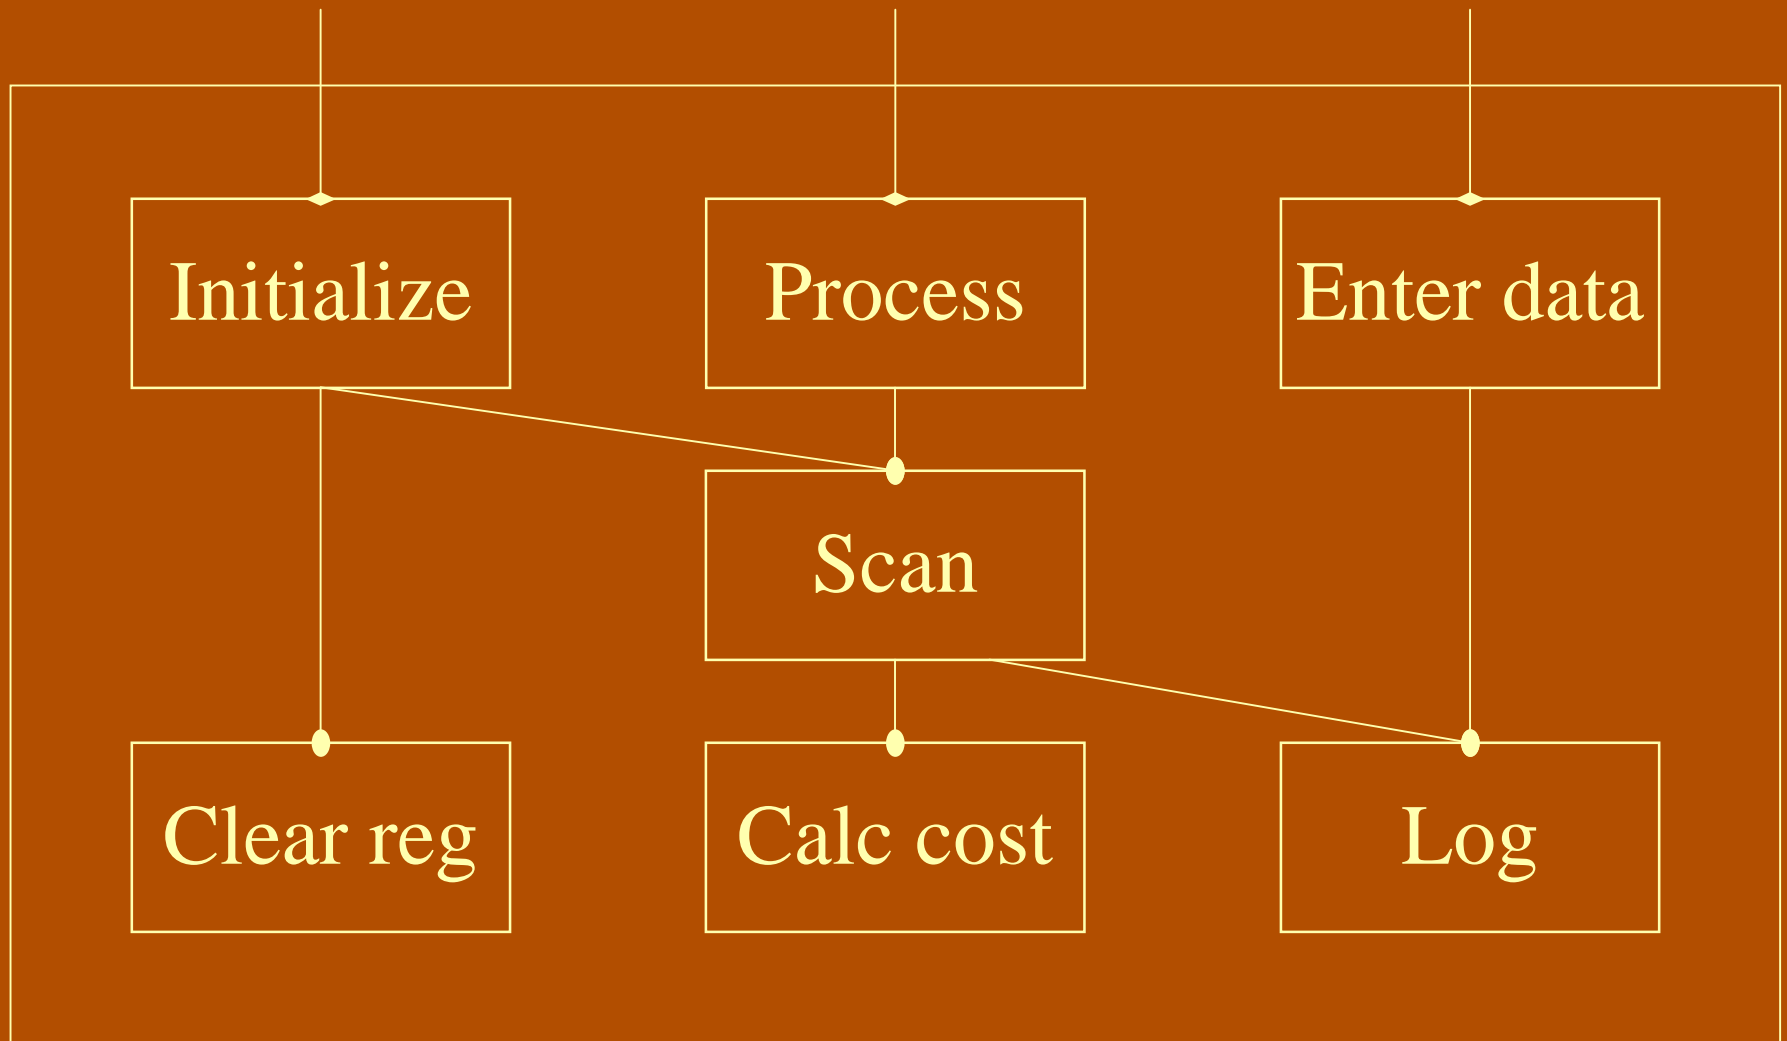 Initialize
Process
Enter data
Scan
Clear reg
Calc cost
Log